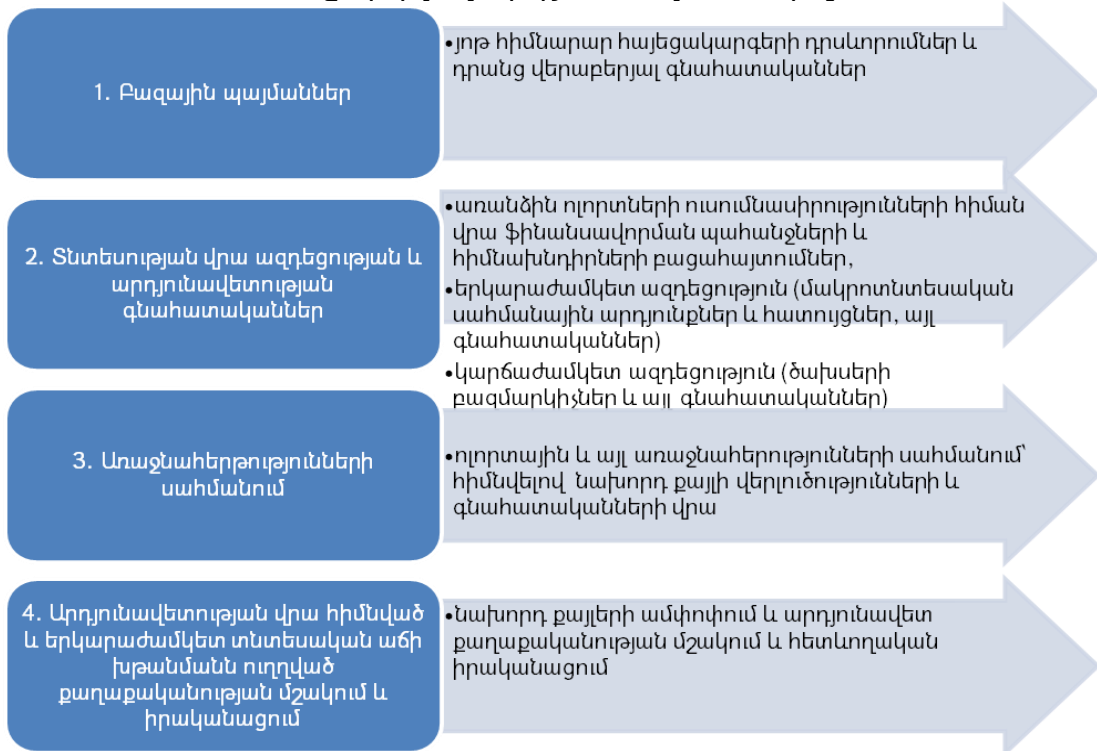 1. Բազային պայմաններ
•յոթ հիմնարար հայեցակարգերի դրսևորումներ և
դրանց վերաբերյալ գնահատականներ
2. Տնտեսության վրա ազդեցության և
արդյունավետության
գնահատականներ
•առանձին ոլորտների ուսումնասիրությունների հիման
վրա ֆինանսավորման պահանջների և
հիմնախնդիրների բացահայտումներ,
•երկարաժամկետ ազդեցություն (մակրոտնտեսական
սահմանային արդյունքներ և հատույցներ, այլ
գնահատականներ)
•կարճաժամկետ ազդեցություն (ծախսերի
բազմարկիչներ և այլ գնահատականներ)
3. Առաջնահերթությունների
սահմանում
•ոլորտային և այլ առաջնահերությունների սահմանում՝
հիմնվելով նախորդ քայլի վերլուծությունների և
գնահատականների վրա
4. Արդյունավետության վրա հիմնված
և երկարաժամկետ տնտեսական աճի
խթանմանն ուղղված
քաղաքականության մշակում և
իրականացում
•նախորդ քայլերի ամփոփում և արդյունավետ
քաղաքականության մշակում և հետևողական
իրականացում